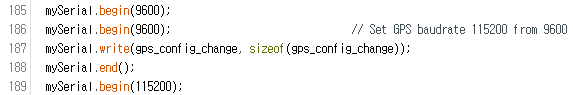 185 mySerial.begin(9600);
186 mySerial.begin(9600); // Set GPS baudrate 115200 from 9600
187 mySerial.write(gps_config_change, sizeof(gps_config_change));
188 mySerial.end();
189 mySerial.begin(115200);